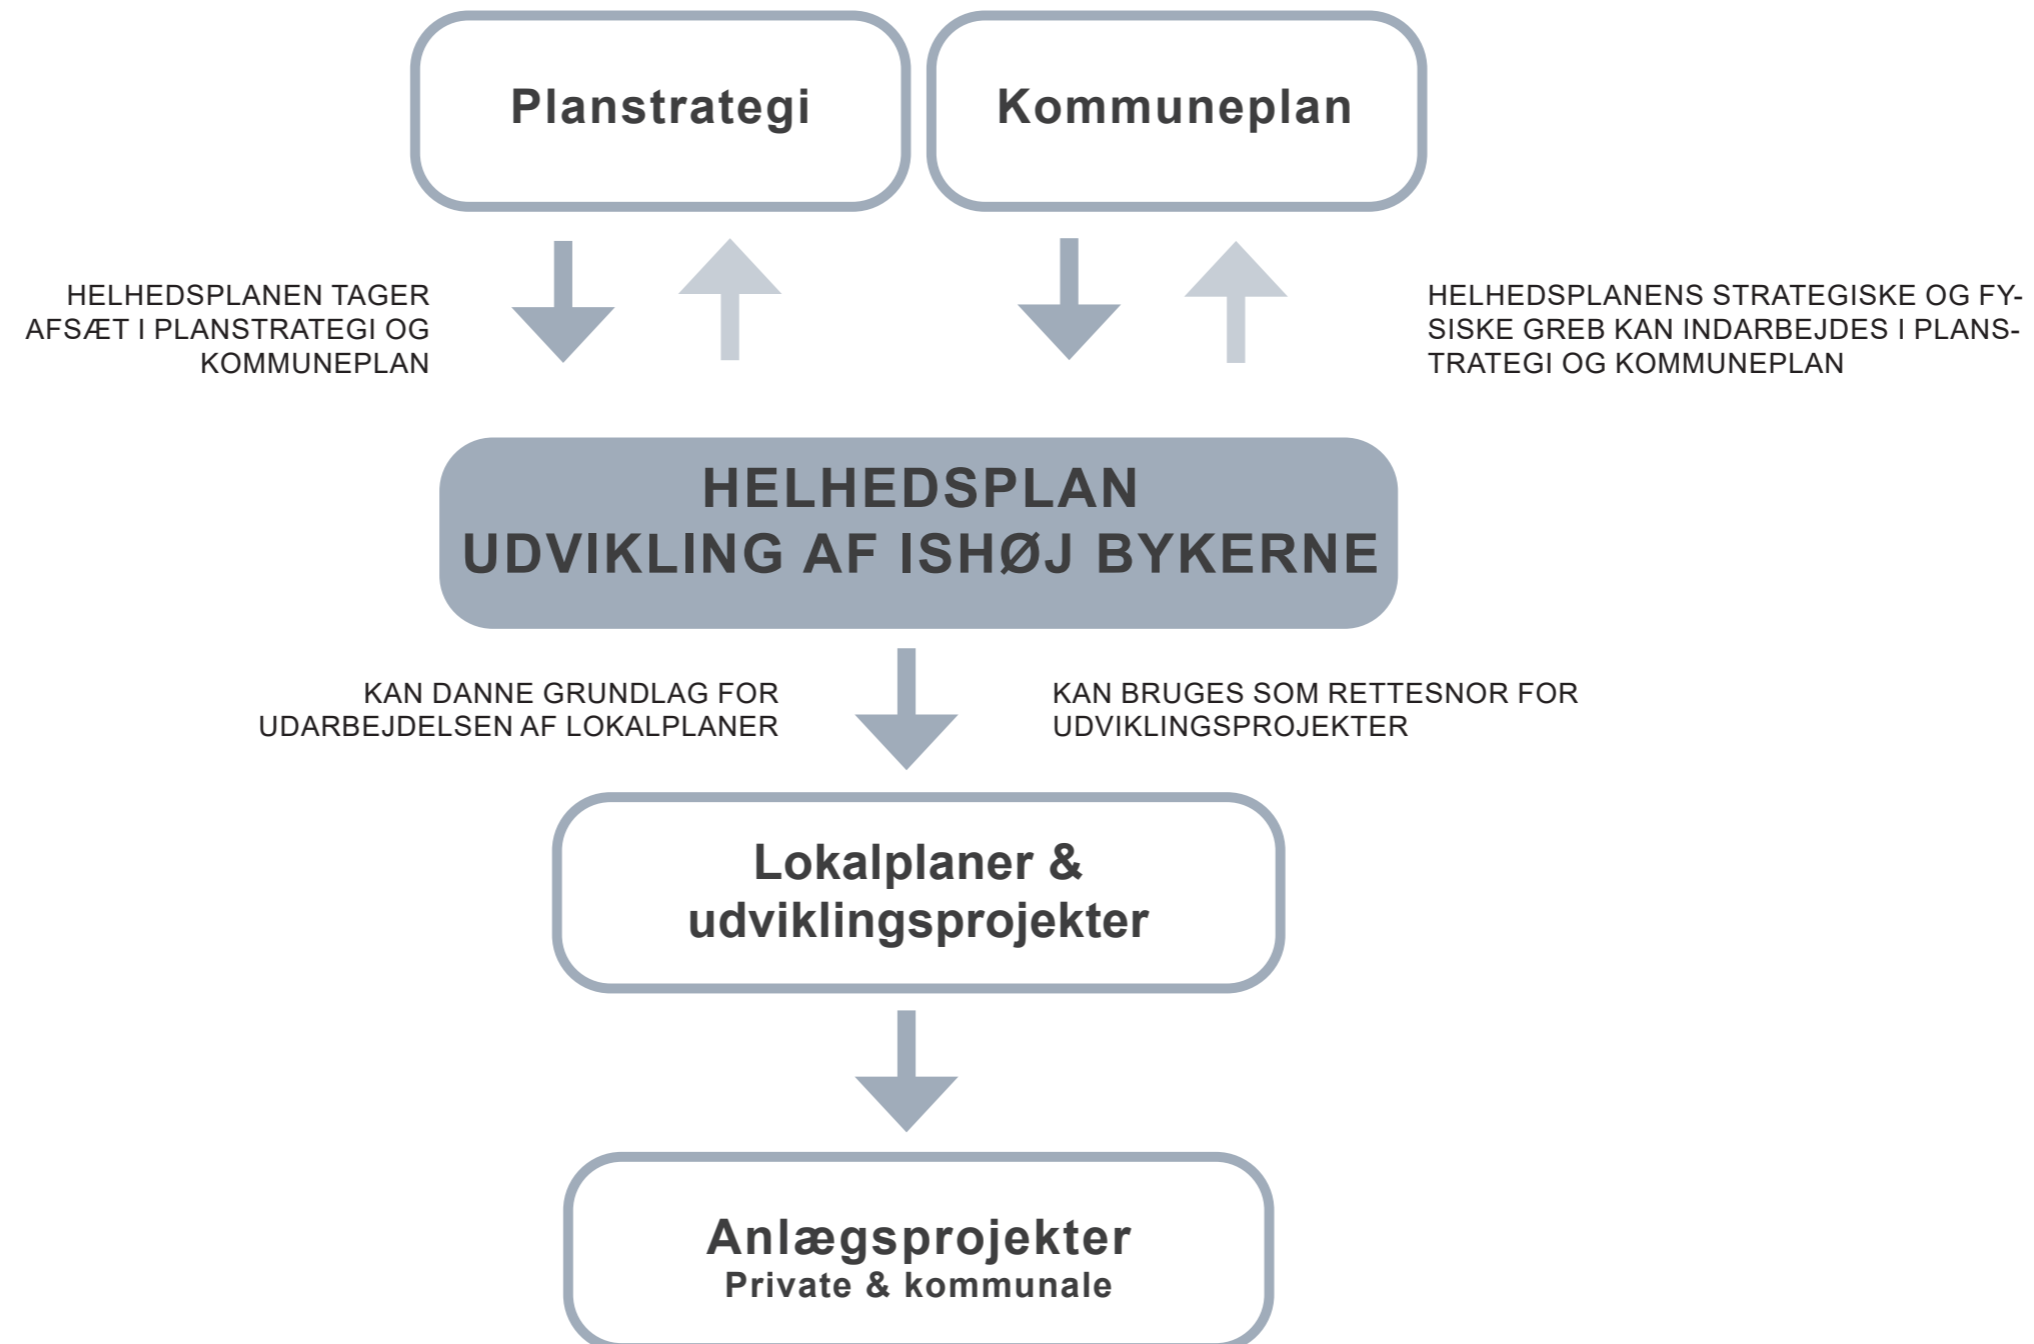 Planstrategi
Kommuneplan
HELHEDSPLANEN TAGER
AFSÆT I PLANSTRATEGI OG
KOMMUNEPLAN
HELHEDSPLANENS STRATEGISKE OG FY-
SISKE GREB KAN INDARBEJDES I PLANS-
TRATEGI OG KOMMUNEPLAN
HELHEDSPLAN
UDVIKLING AF ISHØJ BYKERNE
KAN DANNE GRUNDLAG FOR
UDARBEJDELSEN AF LOKALPLANER
KAN BRUGES SOM RETTESNOR FOR
UDVIKLINGSPROJEKTER
Lokalplaner &
udviklingsprojekter
Anlægsprojekter
Private & kommunale